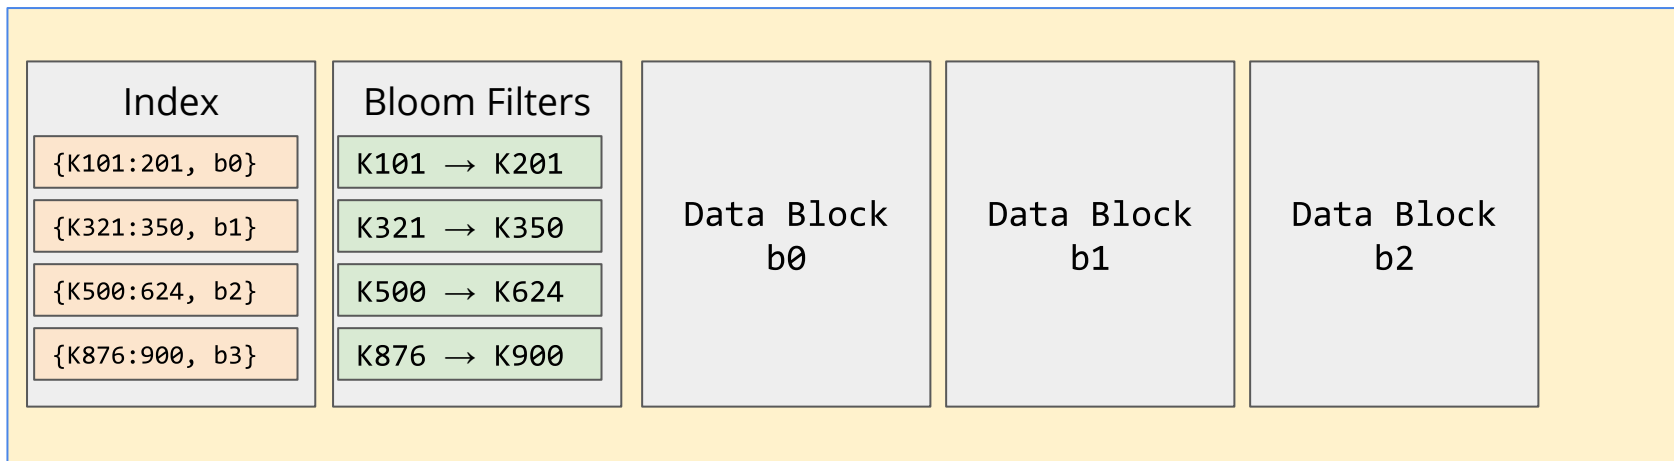 Index
{K101:201, b0}
{K321:350, b1}
{K500:624, b2}
{K876:900, b3}
Bloom Filters
K101 → K201
K321 → K350
K500 → K624
K876 → K900
Data Block
b0
Data Block
b1
Data Block
b2